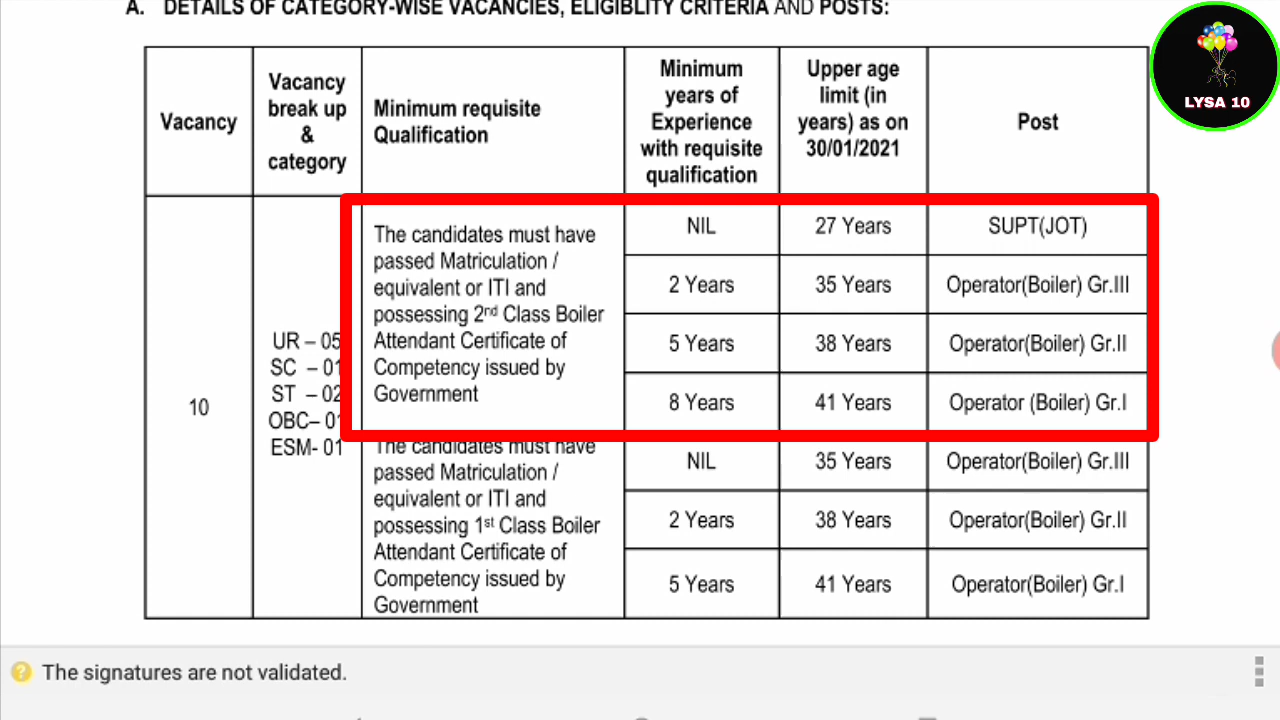 A. DETAILS OF CATEGORY-WISE VACANCIES, ELIGIBLITY CRITERIA AND POSTS:
LYSA 10
Vacancy
Vacancy
break up
&
category
Minimum requisite
Qualification
Minimum
years of
Experience
with requisite
qualification
Upper age
limit (in
years) as on
30/01/2021
Post
10
UR – 05
SC – 01
ST – 02
OBC– 01
ESM- 01
The candidates must have
passed Matriculation /
equivalent or ITI and
possessing 2nd Class Boiler
Attendant Certificate of
Competency issued by
Government
NIL 27 Years SUPT(JOT)
2 Years 35 Years Operator(Boiler) Gr.III
5 Years 38 Years Operator(Boiler) Gr.II
8 Years 41 Years Operator (Boiler) Gr.I
The candidates must have
passed Matriculation /
equivalent or ITI and
possessing 1st Class Boiler
Attendant Certificate of
Competency issued by
Government
NIL 35 Years Operator(Boiler) Gr.III
2 Years 38 Years Operator(Boiler) Gr.II
5 Years 41 Years Operator(Boiler) Gr.I
The signatures are not validated.